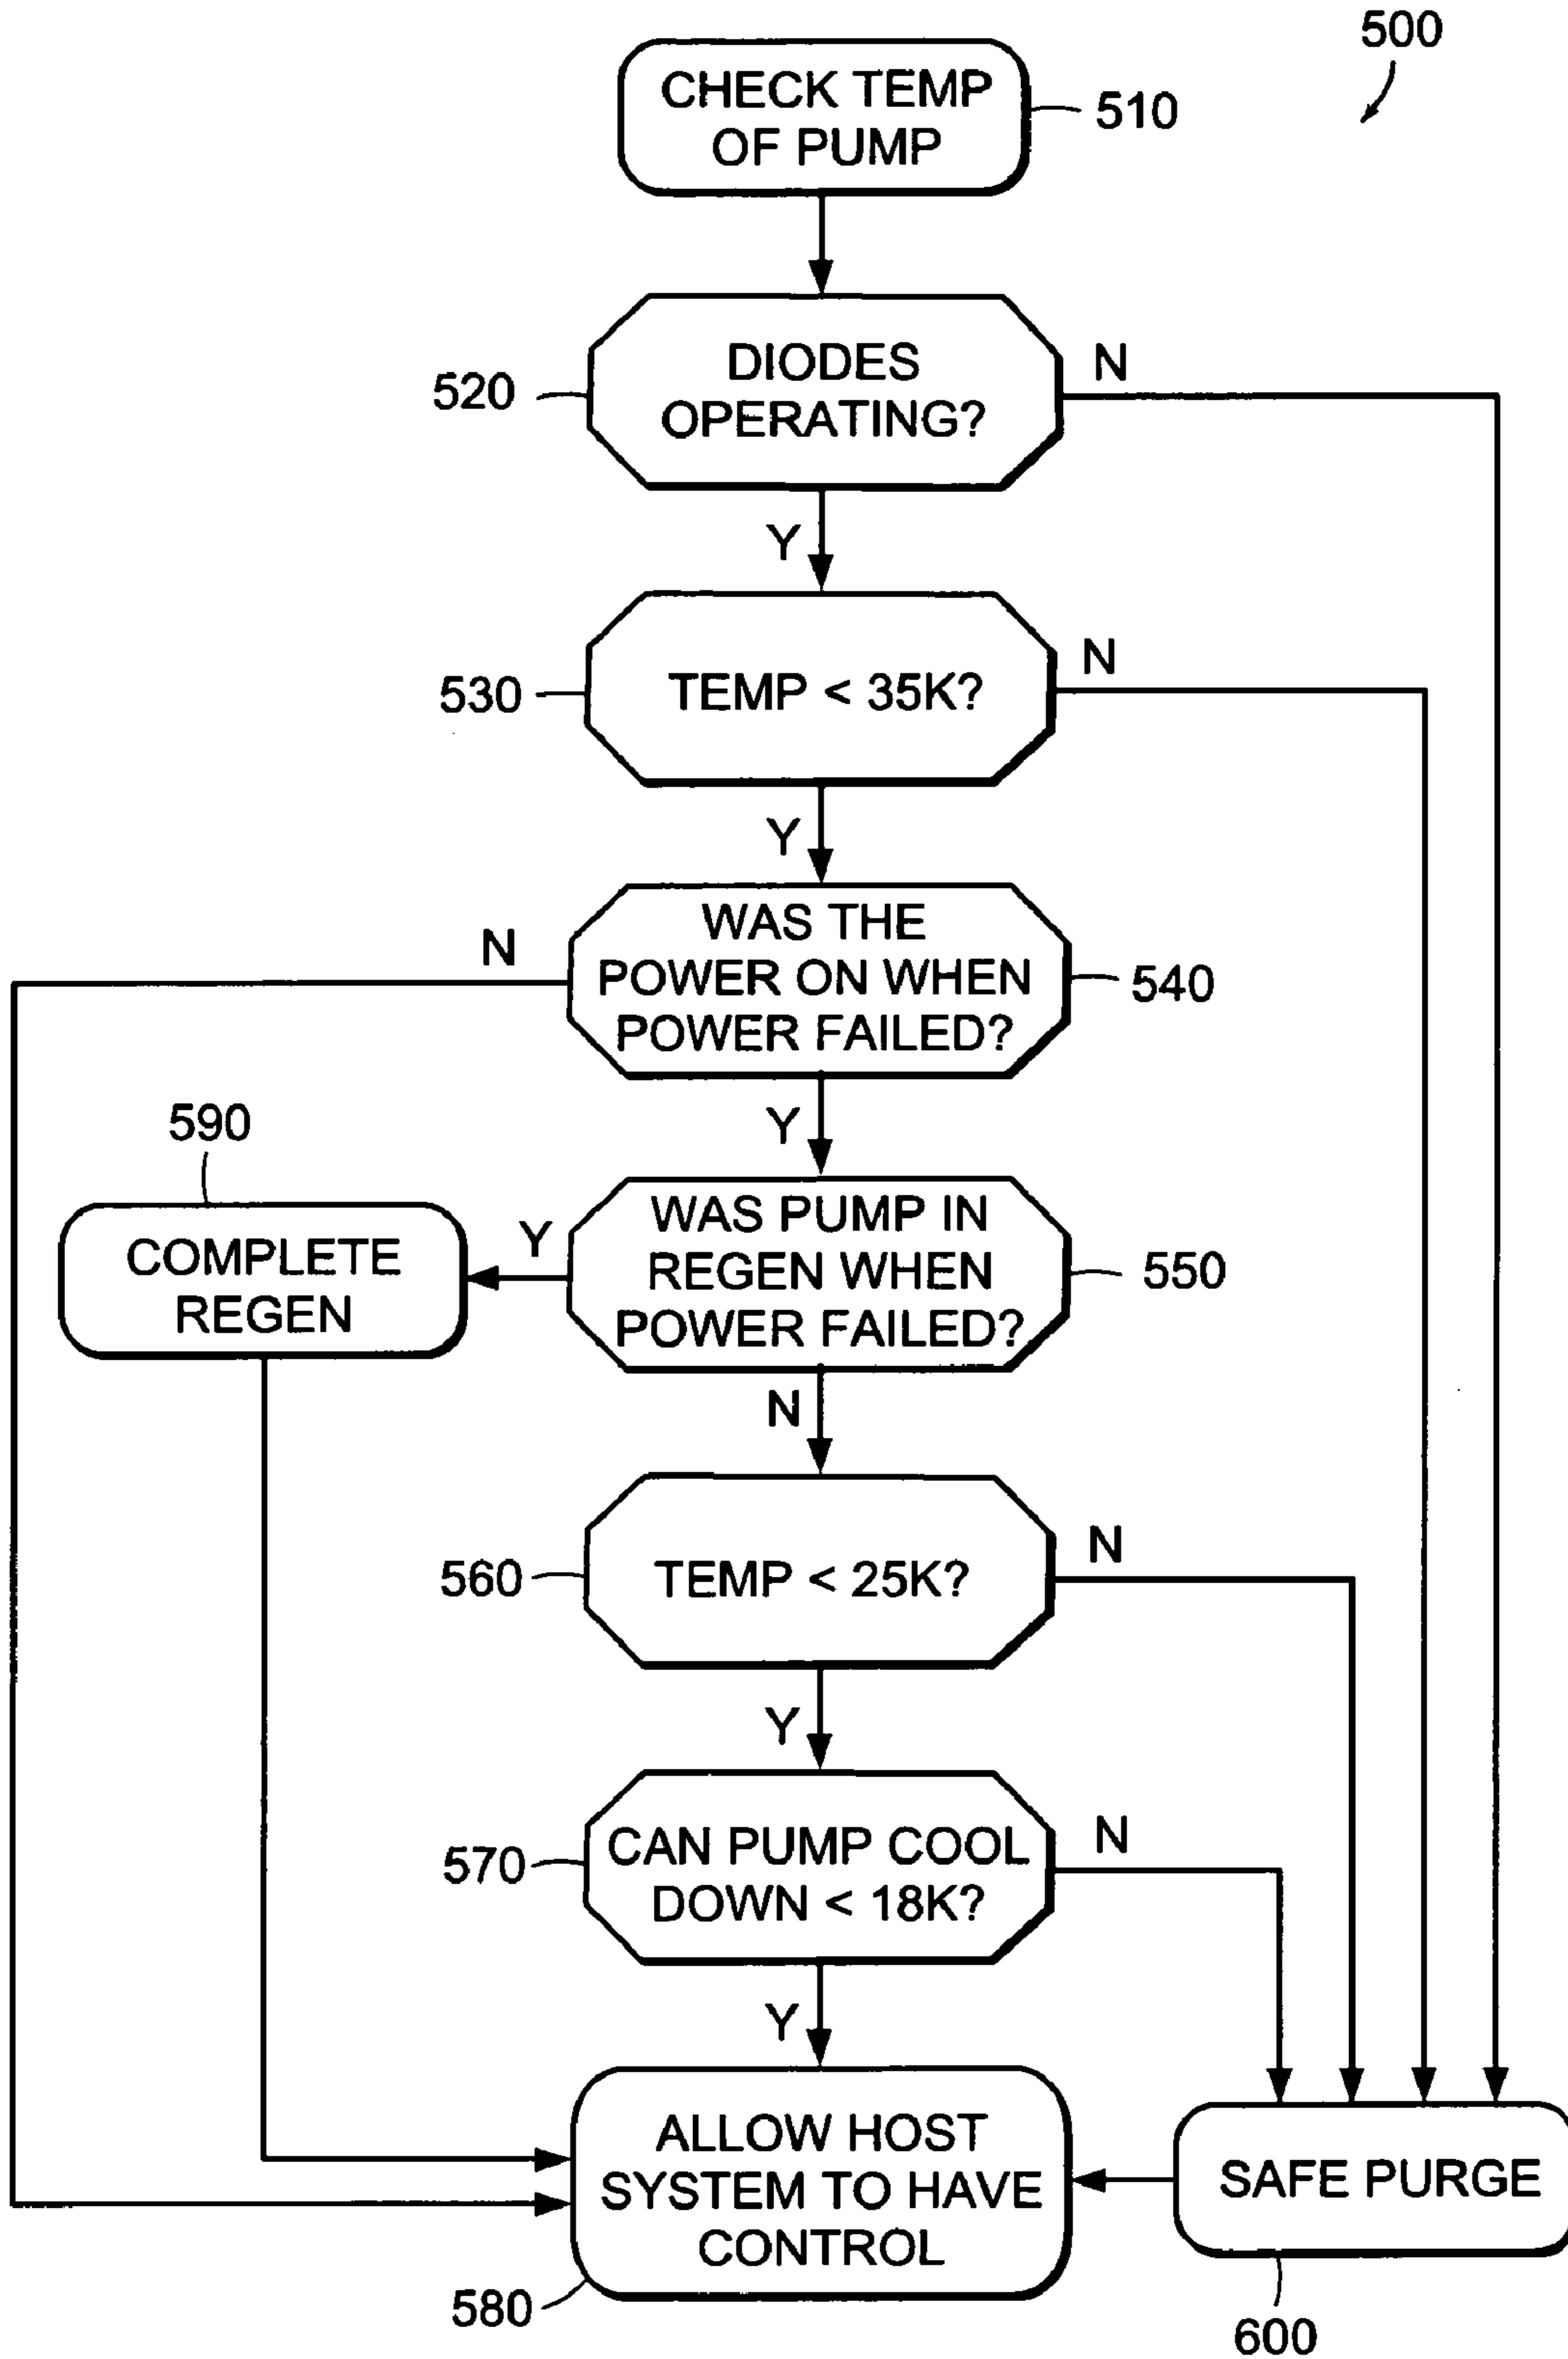 500
CHECK TEMP
OF PUMP
510
DIODES
OPERATING?
520
N
Y
TEMP < 35K?
530
N
Y
WAS THE
POWER ON WHEN
POWER FAILED?
540
N
Y
590
COMPLETE
REGEN
Y
WAS PUMP IN
REGEN WHEN
POWER FAILED?
550
N
TEMP < 25K?
560
N
Y
CAN PUMP COOL
DOWN < 18K?
570
N
Y
ALLOW HOST
SYSTEM TO HAVE
CONTROL
580
SAFE PURGE
600